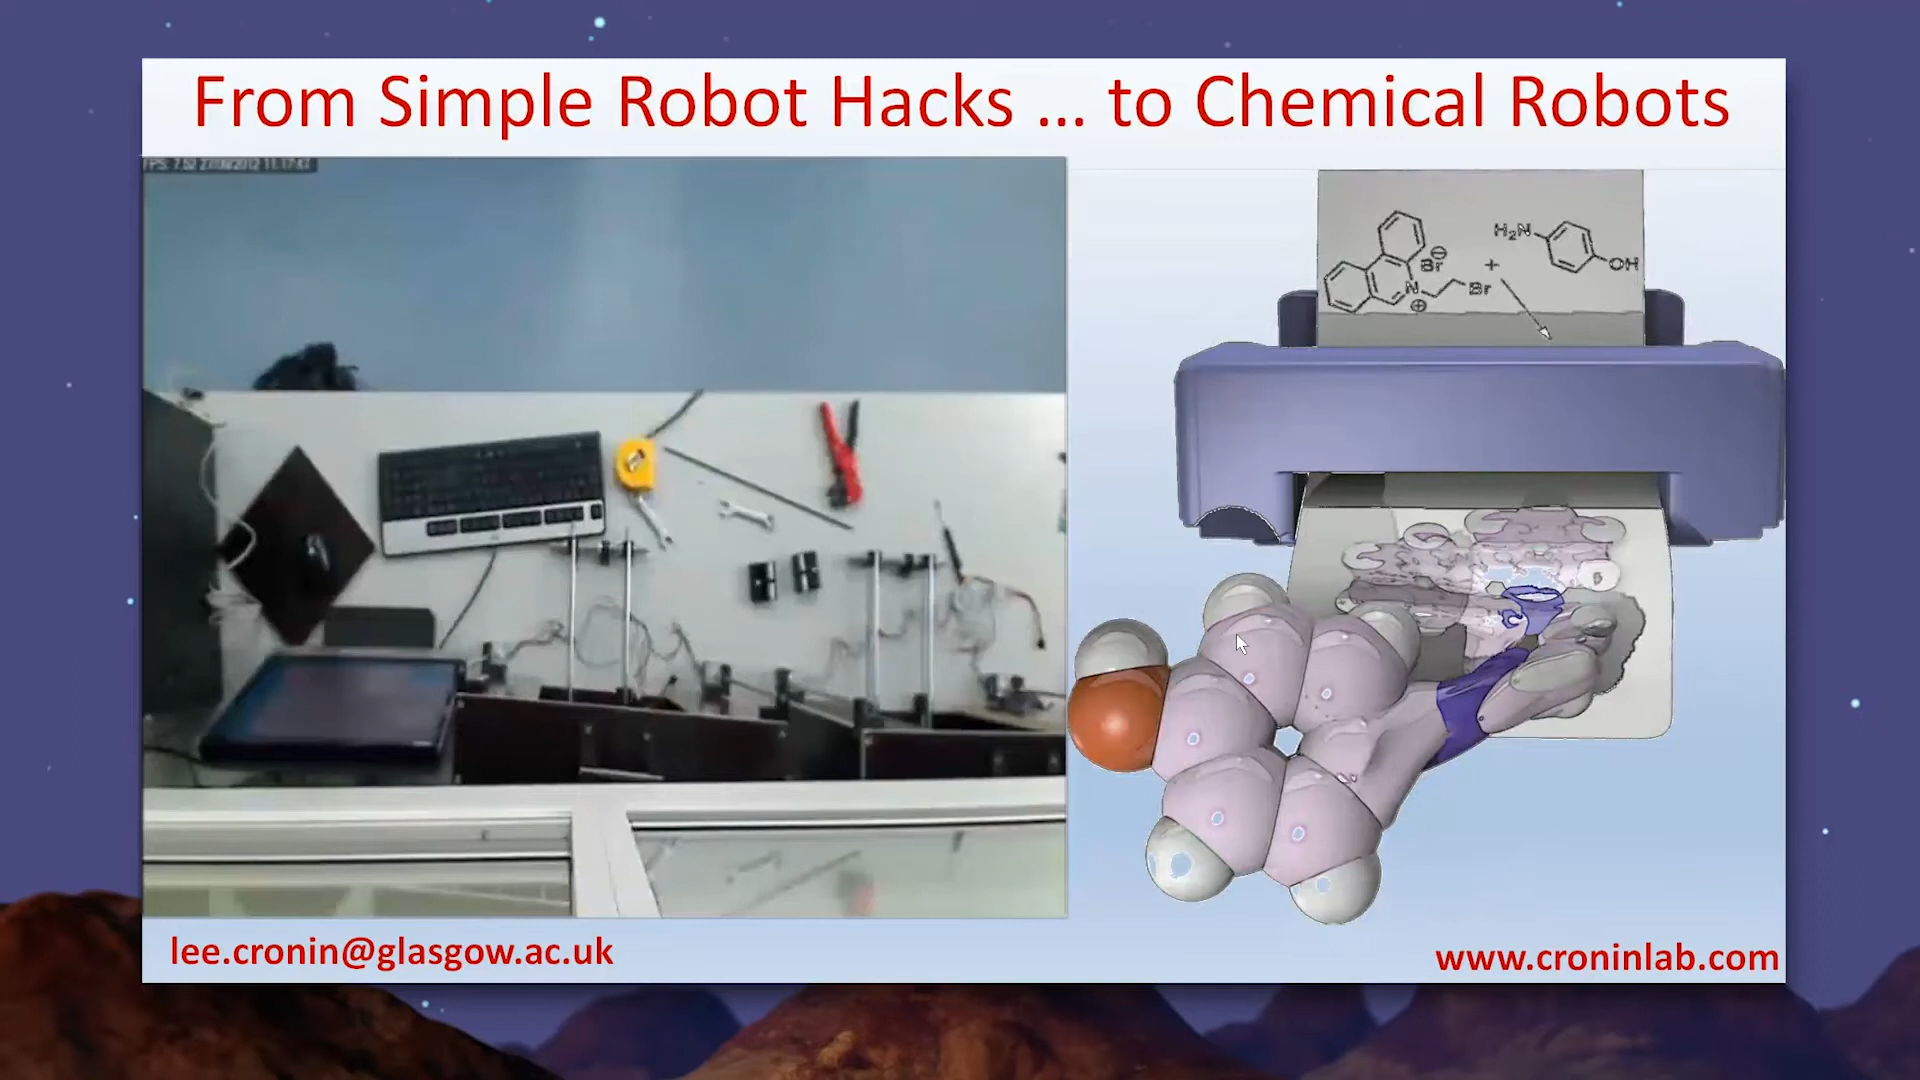 From Simple Robot Hacks ... to Chemical Robots
H₂N
Br⊖
+
OH
N
⊕
Br
lee.cronin@glasgow.ac.uk
www.croninlab.com